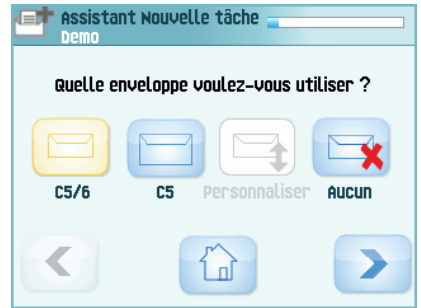 Assistant Nouvelle tâche
Demo
Quelle enveloppe voulez-vous utiliser ?
C5/6 C5 Personnaliser Aucun